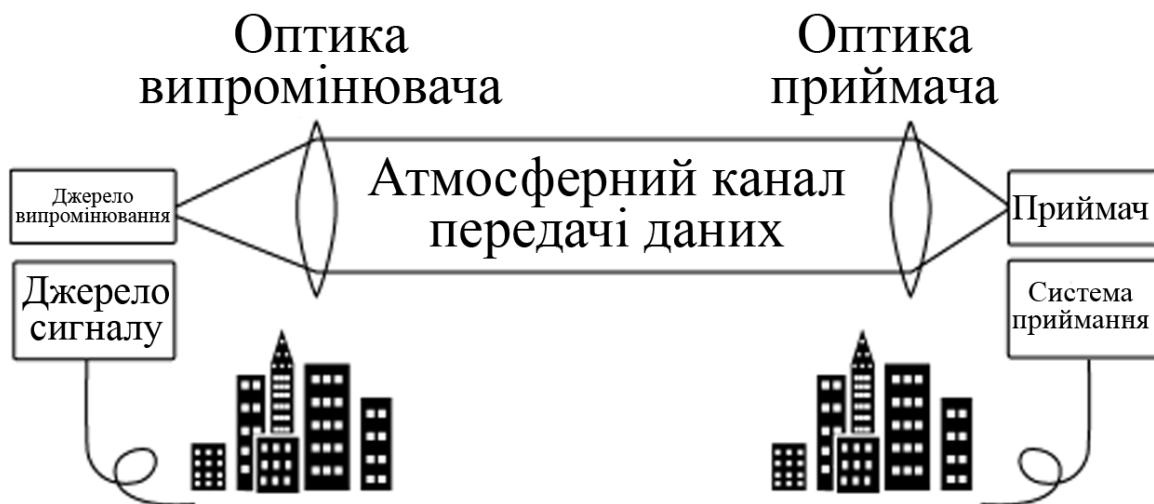 Оптика
випромінювача
Оптика
приймача
Джерело
випромінювання
Атмосферний канал
передачі даних
Приймач
Джерело
сигналу
Система
приймання